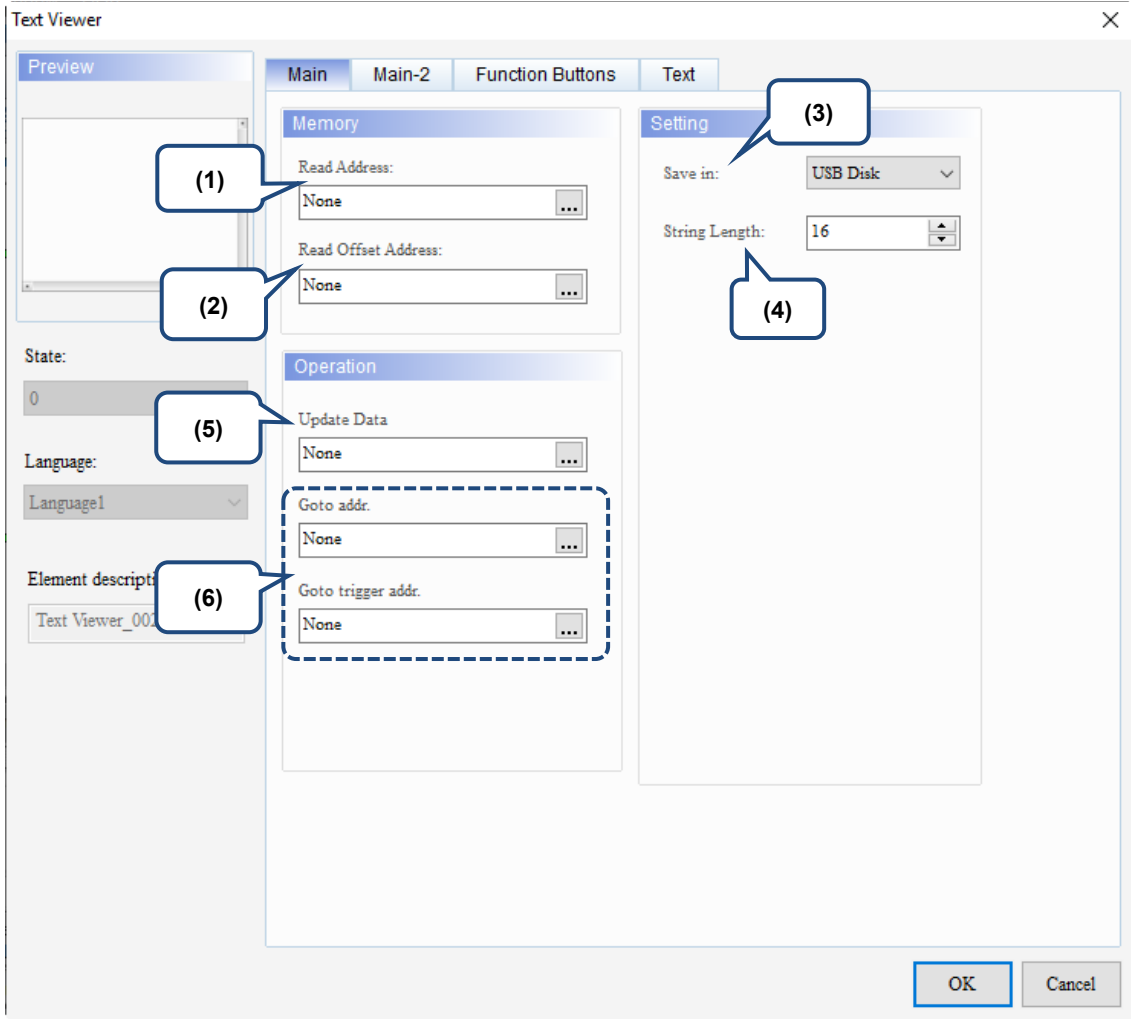 Text Viewer
Preview
Main
Main-2
Function Buttons
Text
Memory
Read Address:
None
...
Read Offset Address:
None
...
Setting
Save in:
USB Disk
String Length:
16
(1)
(2)
(3)
(4)
State:
0
Language:
Language1
Element descripti
Text Viewer_002
Operation
Update Data
None
...
Goto addr.
None
...
Goto trigger addr.
None
...
(5)
(6)
OK
Cancel